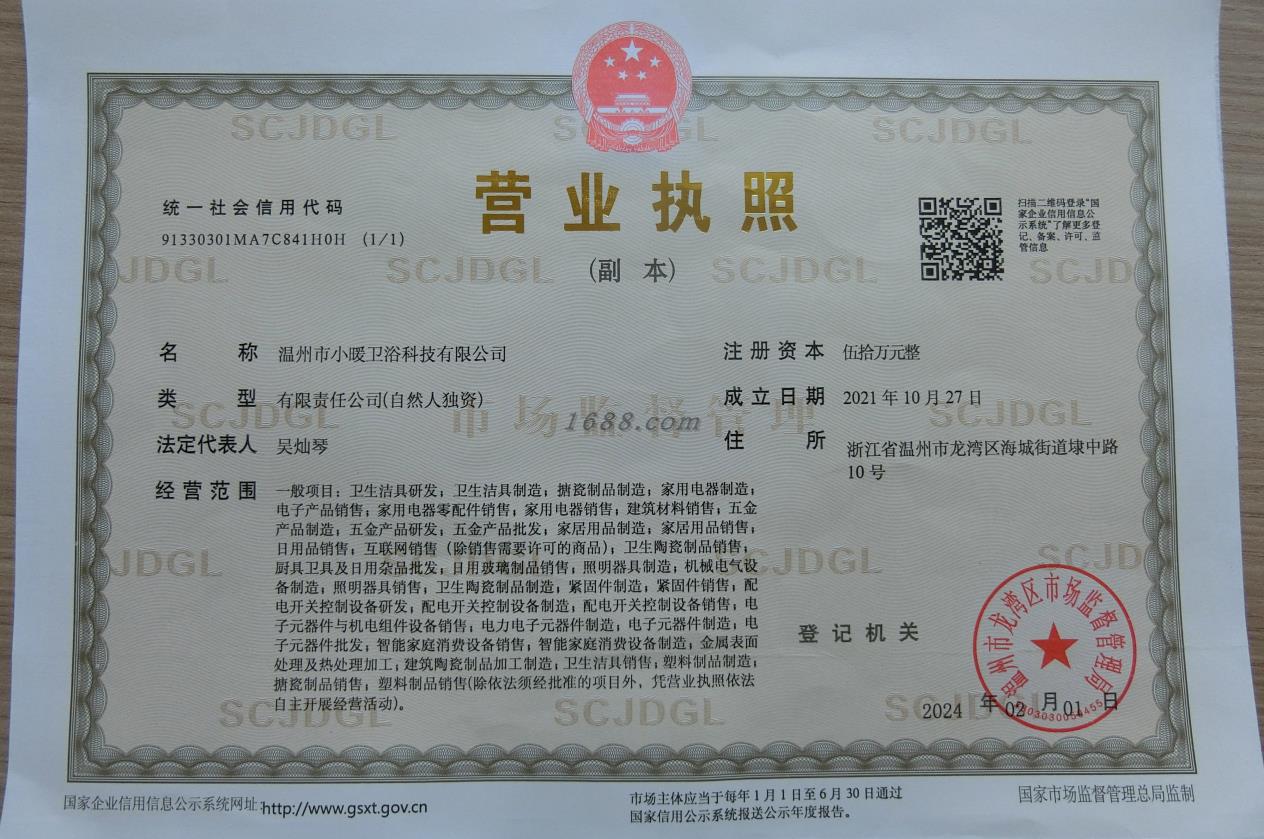 营业执照
(副 本)
统一社会信用代码
91330301MA7C841H0H (1/1)
扫描二维码登录“国
家企业信用信息公
示系统”了解更多登
记、备案、许可、监
管信息
名 称 温州市小暖卫浴科技有限公司
类 型 有限责任公司(自然人独资)
法定代表人 吴灿琴
经营范围 一般项目：卫生洁具研发；卫生洁具制造；搪瓷制品制造；家用电器制造；
电子产品销售；家用电器零配件销售；家用电器销售；建筑材料销售；五金
产品制造；五金产品研发；五金产品批发；家居用品制造；家居用品销售；
日用品销售；互联网销售（除销售需要许可的商品）；卫生陶瓷制品销售；
厨具卫具及日用杂品批发；日用玻璃制品销售；照明器具制造；机械电气设
备制造；照明器具销售；卫生陶瓷制品制造；紧固件制造；紧固件销售；配
电开关控制设备研发；配电开关控制设备制造；配电开关控制设备销售；电
子元器件与机电组件设备销售；电力电子元器件制造；电子元器件制造；电
子元器件批发；智能家庭消费设备销售；智能家庭消费设备制造；金属表面
处理及热处理加工；建筑陶瓷制品加工制造；卫生洁具销售；塑料制品制造；
搪瓷制品销售；塑料制品销售(除依法须经批准的项目外，凭营业执照依法
自主开展经营活动)。
注册资本 伍拾万元整
成立日期 2021年10月27日
住 所 浙江省温州市龙湾区海城街道埭中路
10号
市场监督管理
1688.com
SCJDGL
登记机关
温州市龙湾区市场监督管理局
2024 年 02 月 01 日
国家企业信用信息公示系统网址:http://www.gsxt.gov.cn
市场主体应当于每年1月1日至6月30日通过
国家信用公示系统报送公示年度报告。
国家市场监督管理总局监制